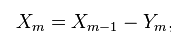 X_m = X_{m-1} − Y_m,